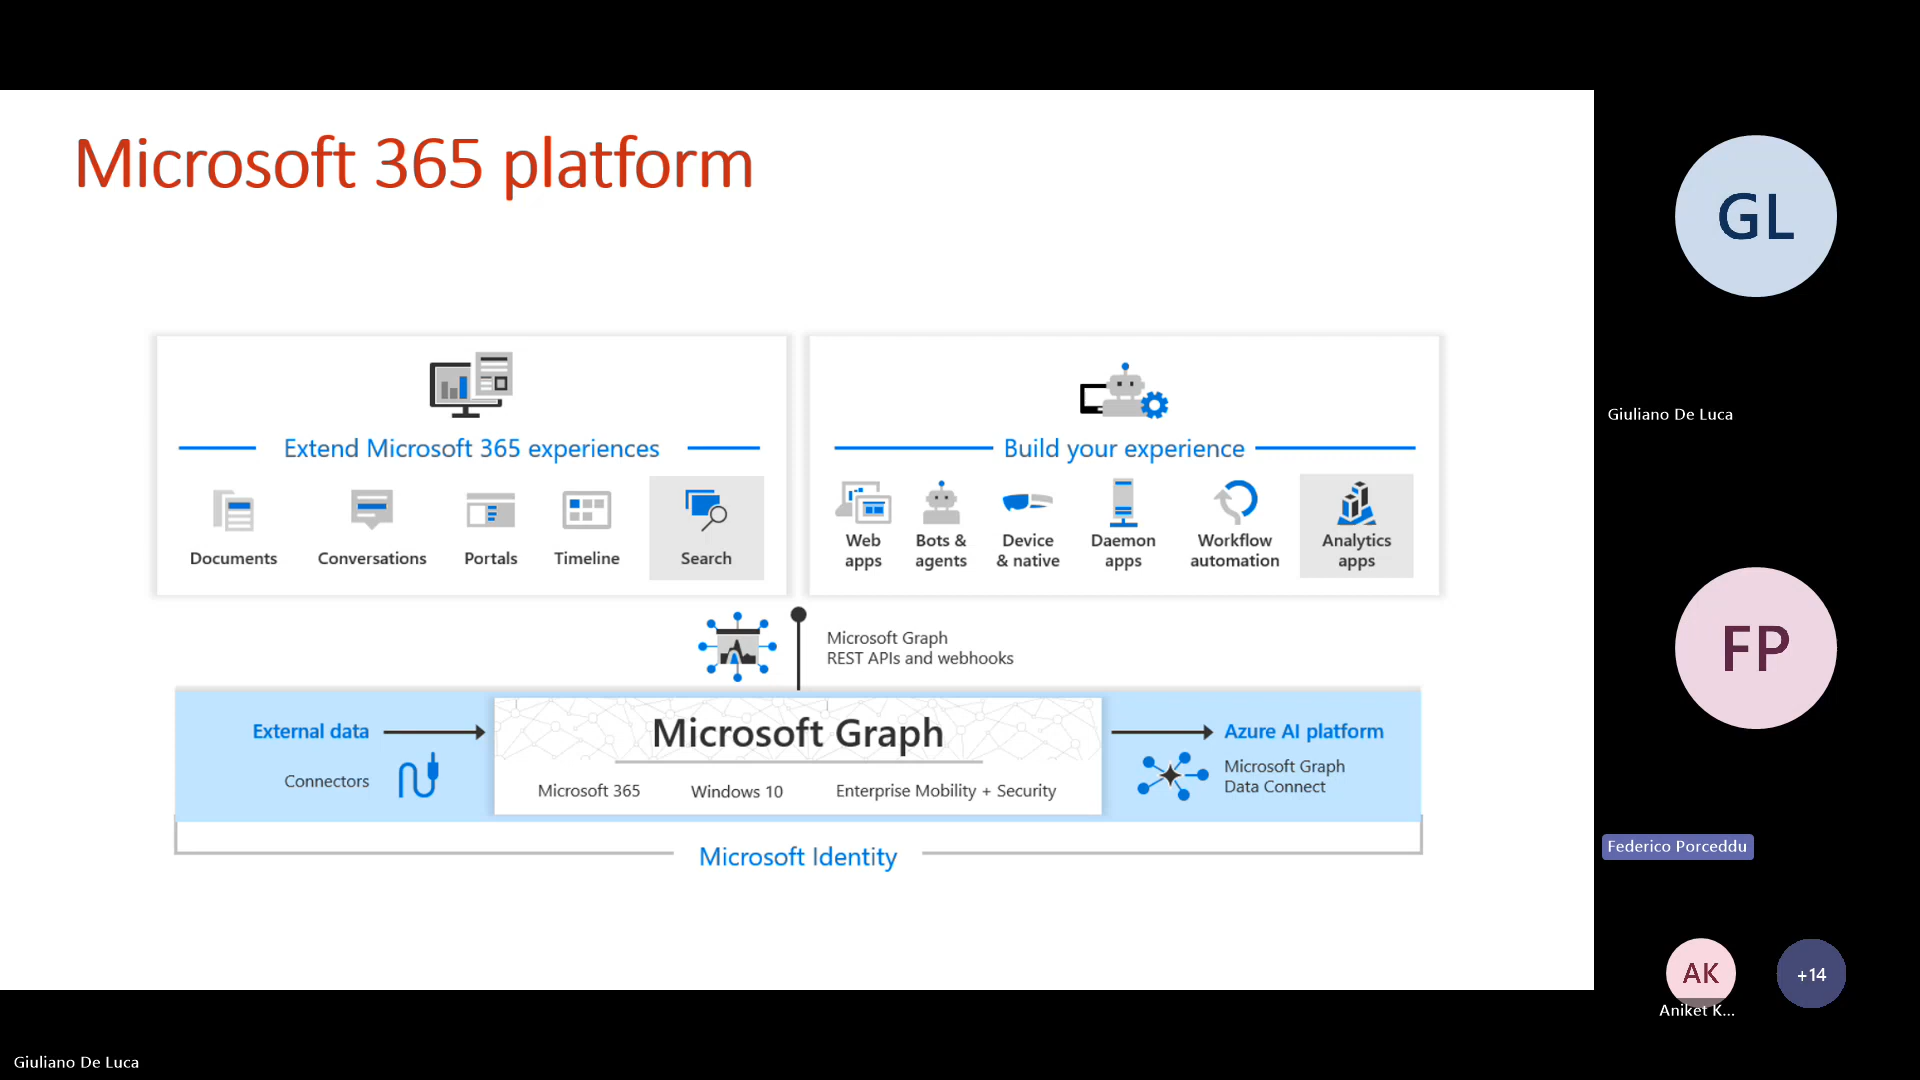 Microsoft 365 platform
Extend Microsoft 365 experiences
Documents
Conversations
Portals
Timeline
Search
Build your experience
Web
apps
Bots &
agents
Device
& native
Daemon
apps
Workflow
automation
Analytics
apps
Microsoft Graph
REST APIs and webhooks
External data
Connectors
Microsoft Graph
Microsoft 365
Windows 10
Enterprise Mobility + Security
Azure AI platform
Microsoft Graph
Data Connect
Microsoft Identity
GL
Giuliano De Luca
FP
Federico Porceddu
AK
Aniket K...
+14
Giuliano De Luca